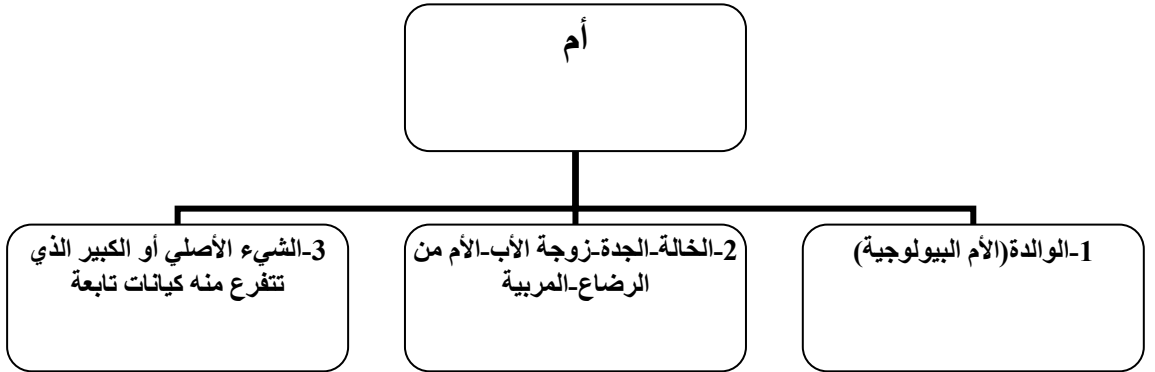 أم
1-الوالدة(الأم البيولوجية)
2-الخالة-الجدة-زوجة الأب-الأم من
الرضاع-المربية
3-الشيء الأصلي أو الكبير الذي
تتفرع منه كيانات تابعة